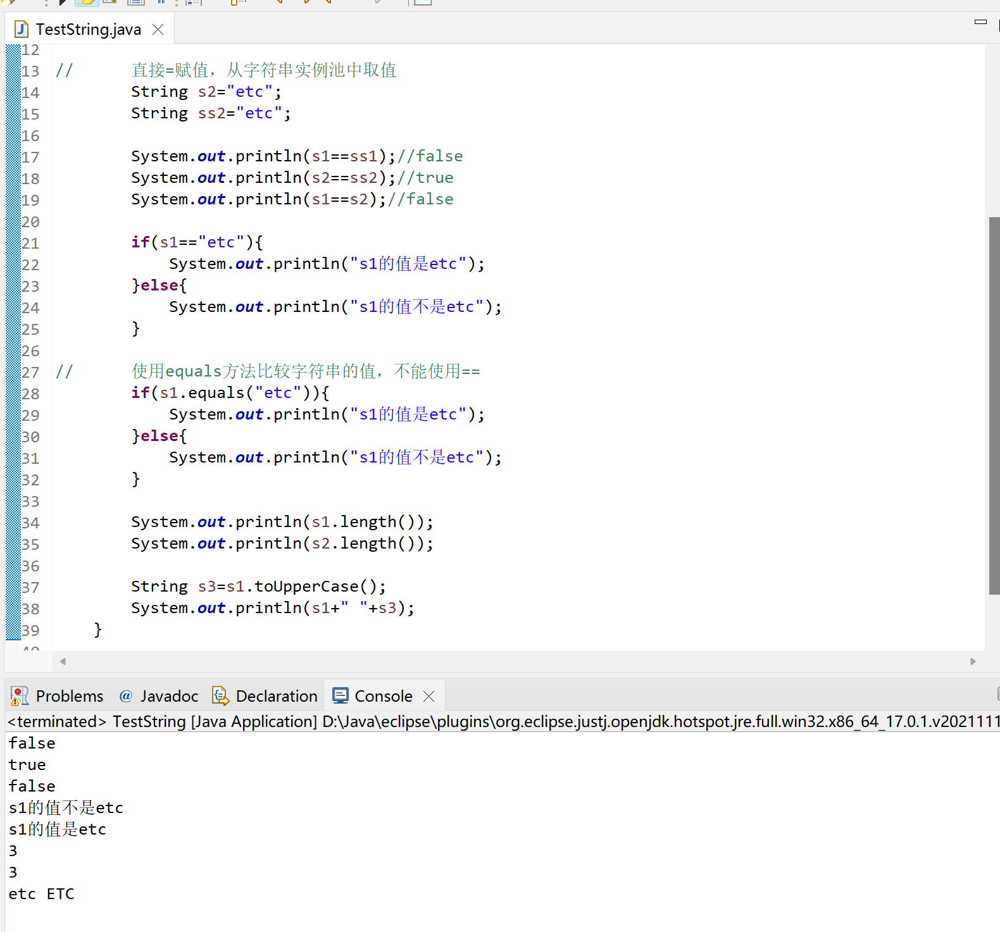 TestString.java
12
13 // 直接=赋值，从字符串实例池中取值
14 String s2="etc";
15 String ss2="etc";
16
17 System.out.println(s1==ss1);//false
18 System.out.println(s2==ss2);//true
19 System.out.println(s1==s2);//false
20
21 if(s1=="etc"){
22 System.out.println("s1的值是etc");
23 }else{
24 System.out.println("s1的值不是etc");
25 }
26
27 // 使用equals方法比较字符串的值，不能使用==
28 if(s1.equals("etc")){
29 System.out.println("s1的值是etc");
30 }else{
31 System.out.println("s1的值不是etc");
32 }
33
34 System.out.println(s1.length());
35 System.out.println(s2.length());
36
37 String s3=s1.toUpperCase();
38 System.out.println(s1+" "+s3);
39 }
40
Problems @ Javadoc Declaration Console
<terminated> TestString [Java Application] D:\Java\eclipse\plugins\org.eclipse.justj.openjdk.hotspot.jre.full.win32.x86_64_17.0.1.v2021111
false
true
false
s1的值不是etc
s1的值是etc
3
3
etc ETC